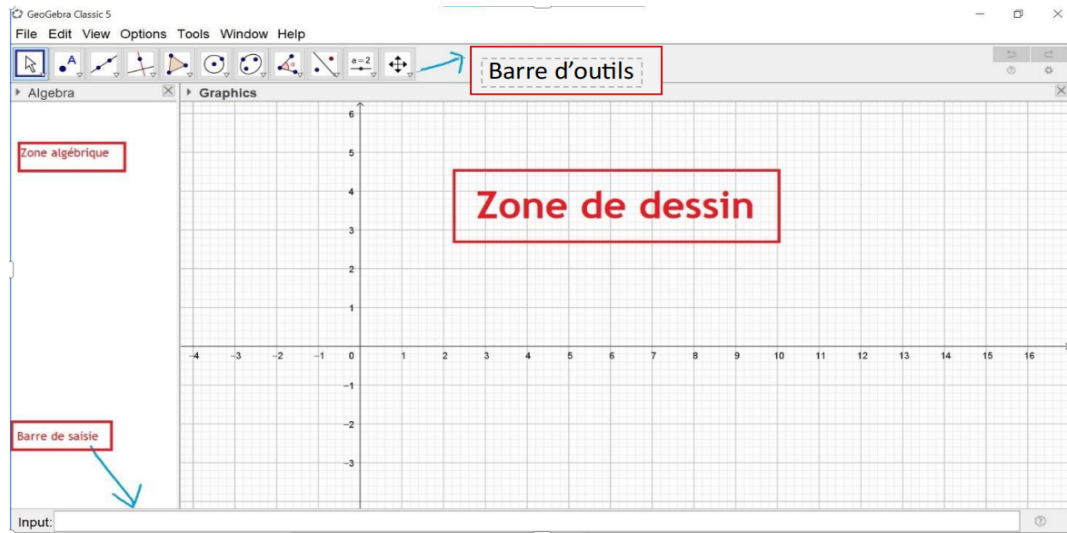 GeoGebra Classic 5
File Edit View Options Tools Window Help
A
a=2
Barre d'outils
Algebra
Graphics
Zone algébrique
Zone de dessin
6
5
4
3
2
1
-4 -3 -2 -1 0 1 2 3 4 5 6 7 8 9 10 11 12 13 14 15 16
-1
-2
-3
Barre de saisie
Input: